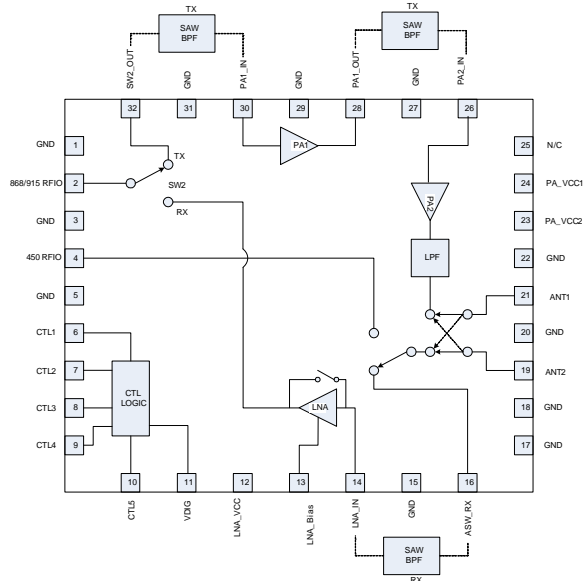 TX
SAW
BPF
TX
SAW
BPF
SW2_OUT
GND
PA1_IN
GND
PA1_OUT
GND
PA2_IN
32
31
30
29
28
27
26
GND
1
TX
PA1
25
N/C
868/915 RFIO
2
SW2
24
PA_VCC1
RX
PA2
GND
3
23
PA_VCC2
450 RFIO
4
LPF
22
GND
GND
5
21
ANT1
CTL1
6
20
GND
CTL2
7
CTL
LOGIC
19
ANT2
CTL3
8
LNA
18
GND
CTL4
9
17
GND
10
11
12
13
14
15
16
CTL5
VDIG
LNA_VCC
LNA_Bias
LNA_IN
GND
ASW_RX
SAW
BPF
RX